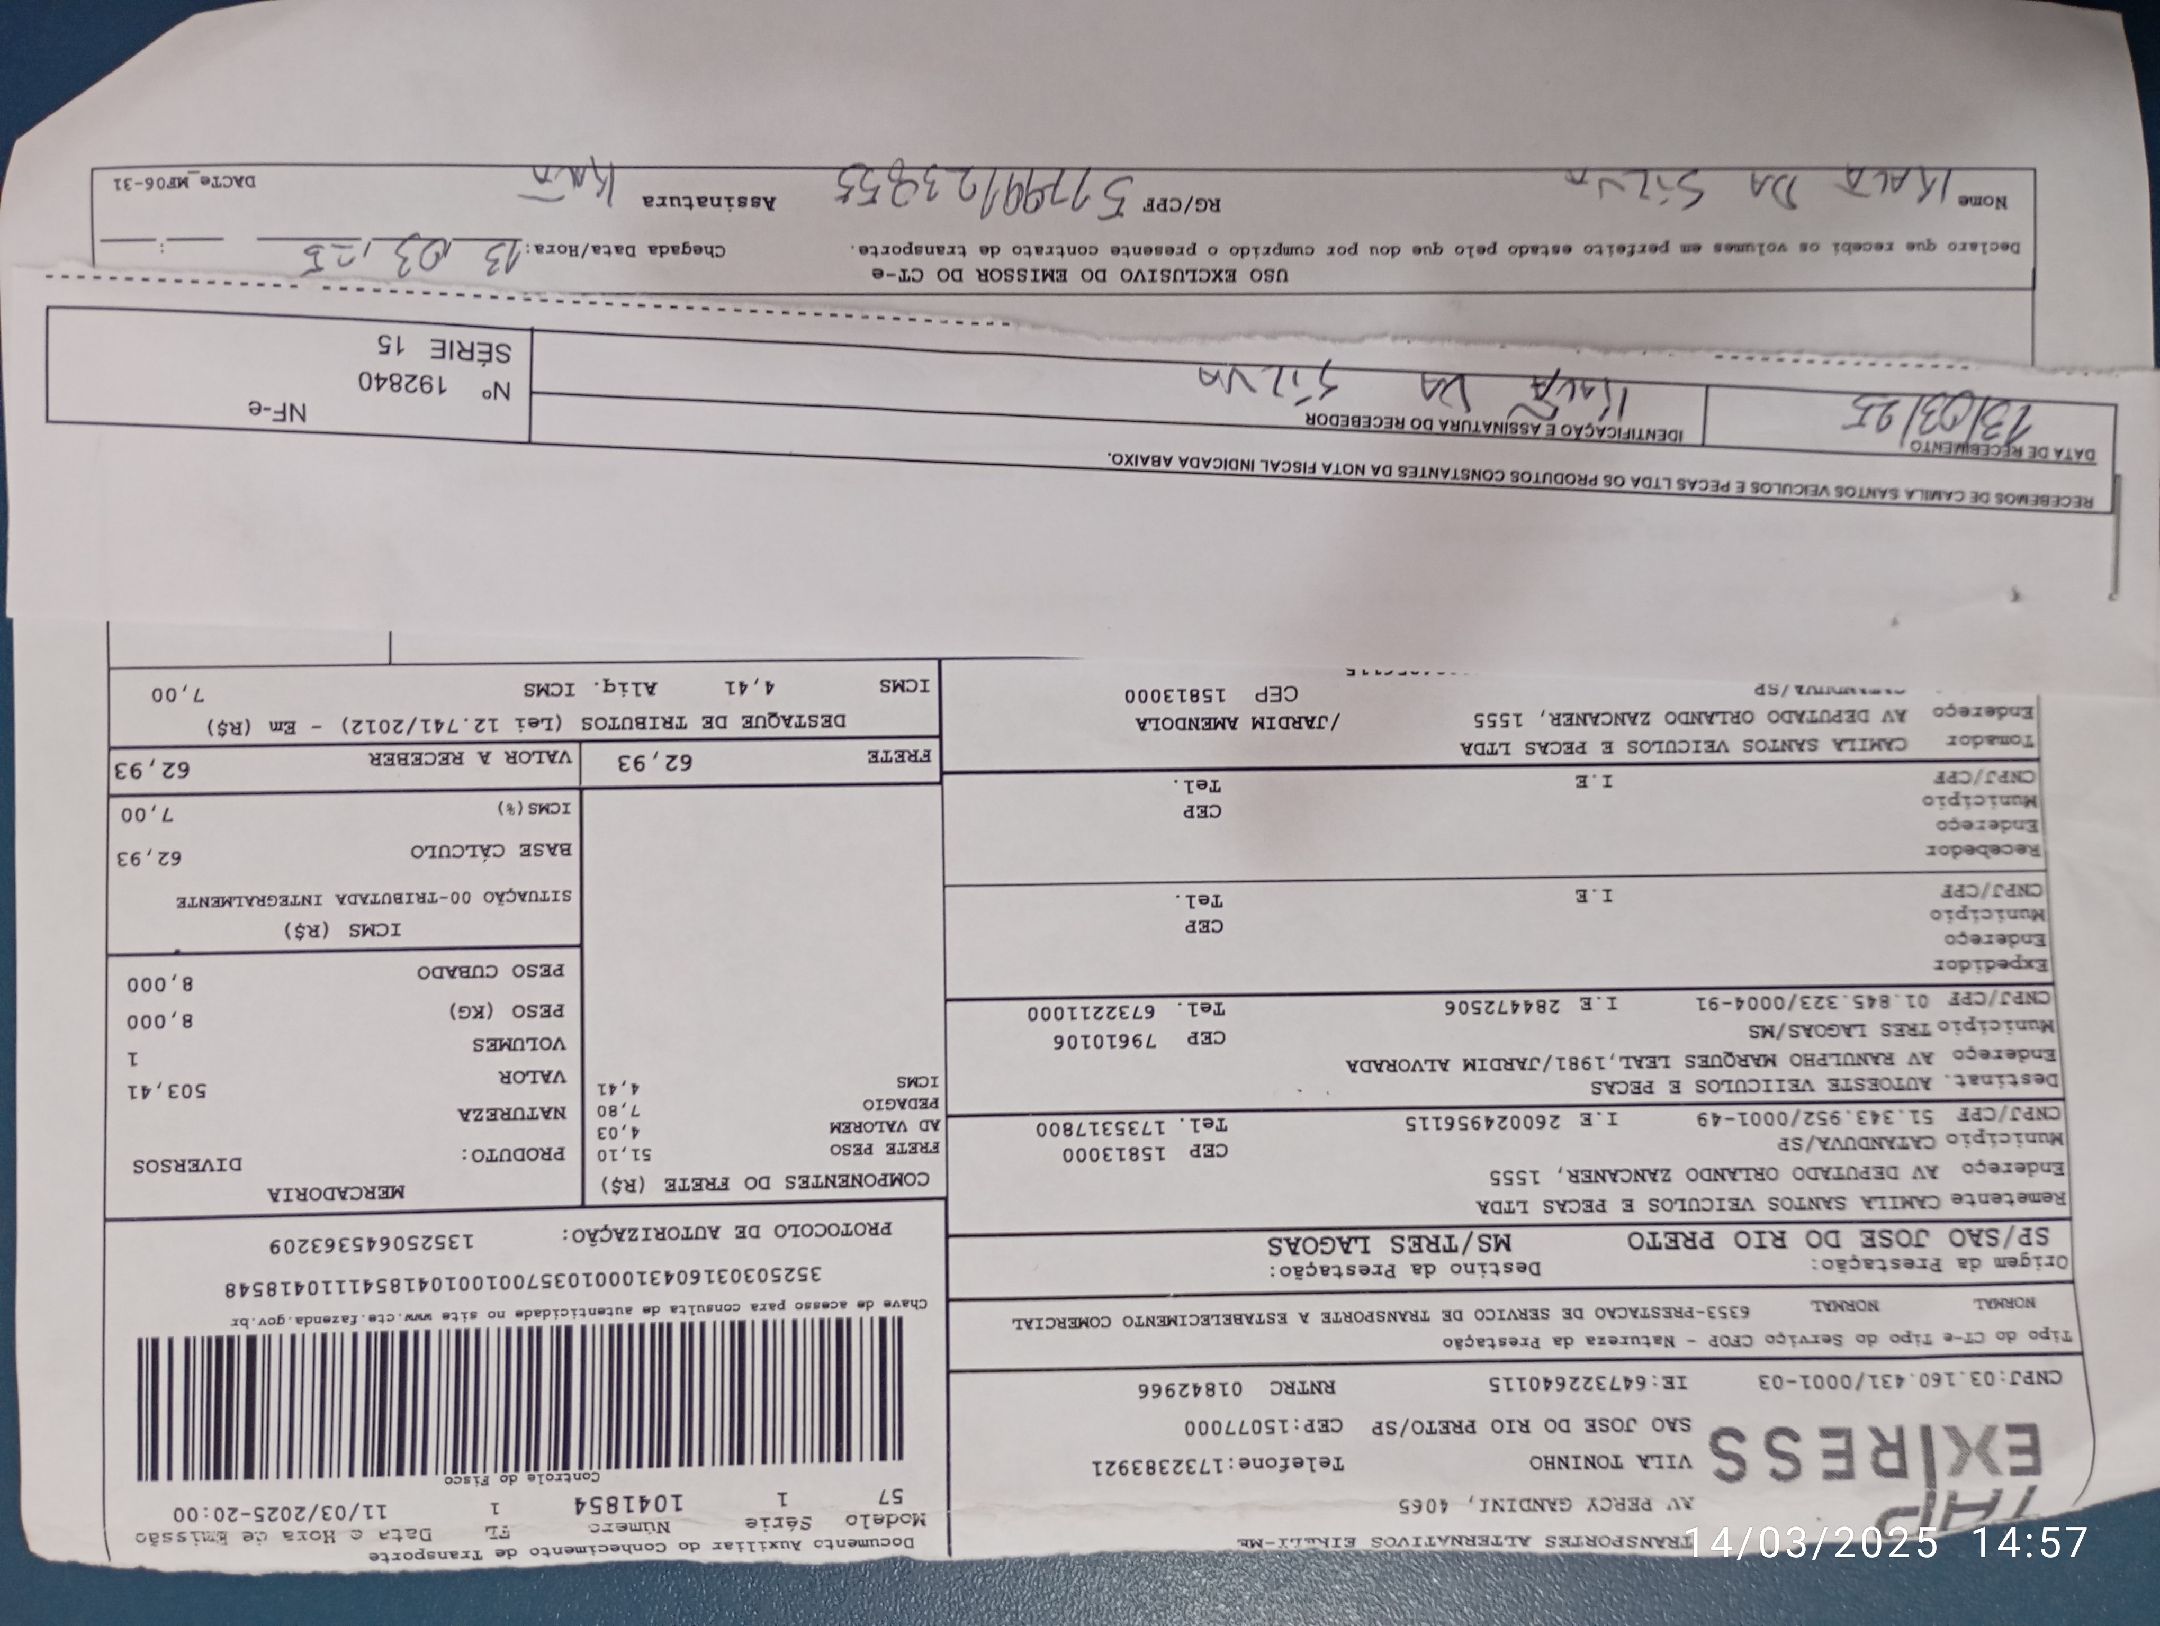 TRANSPORTES ALTERNATIVOS EIRELI-ME
AV PERCY GANDINI, 4065
VILA TONINHO Telefone:1732383921
SAO JOSE DO RIO PRETO/SP CEP:15077000
CNPJ:03.160.431/0001-03 IE:647322640115 RNTRC 01842966
Documento Auxiliar do Conhecimento de Transporte
Modelo Série Número FL Data e Hora de Emissão
57 1 1041854 1 11/03/2025-20:00
Controle do Fisco
Chave de acesso para consulta de autenticidade no site www.cte.fazenda.gov.br
35250303160431000103570010010418541110418548
PROTOCOLO DE AUTORIZAÇÃO: 135250645363209
Tipo do CT-e Tipo do Serviço CFOP - Natureza da Prestação
NORMAL NORMAL 6353-PRESTACAO DE SERVICO DE TRANSPORTE A ESTABELECIMENTO COMERCIAL
Origem da Prestação: Destino da Prestação:
SP/SAO JOSE DO RIO PRETO MS/TRES LAGOAS
Remetente CAMILA SANTOS VEICULOS E PECAS LTDA
Endereço AV DEPUTADO ORLANDO ZANCANER, 1555
Município CATANDUVA/SP CEP 15813000
CNPJ/CPF 51.343.952/0001-49 I.E 260024956115 Tel. 1735317800
Destinat. AUTOESTE VEIICULOS E PECAS
Endereço AV RANULPHO MARQUES LEAL,1981/JARDIM ALVORADA
Município TRES LAGOAS/MS CEP 79610106
CNPJ/CPF 01.845.323/0004-91 I.E 284472506 Tel. 6732211000
Expedidor
Endereço
Município CEP
CNPJ/CPF I.E Tel.
Recebedor
Endereço
Município CEP
CNPJ/CPF I.E Tel.
Tomador CAMILA SANTOS VEICULOS E PECAS LTDA
Endereço AV DEPUTADO ORLANDO ZANCANER, 1555 /JARDIM AMENDOLA
CATANDUVA/SP CEP 15813000
COMPONENTES DO FRETE (R$)
FRETE PESO 51,10
AD VALOREM 4,03
PEDAGIO 7,80
ICMS 4,41
MERCADORIA
PRODUTO: DIVERSOS
NATUREZA
VALOR 503,41
VOLUMES 1
PESO (KG) 8,000
PESO CUBADO 8,000
ICMS (R$)
SITUAÇÃO 00-TRIBUTADA INTEGRALMENTE
BASE CÁLCULO 62,93
ICMS(%) 7,00
FRETE 62,93 VALOR A RECEBER 62,93
DESTAQUE DE TRIBUTOS (Lei 12.741/2012) - Em (R$)
ICMS 4,41 Aliq. ICMS 7,00
RECEBEMOS DE CAMILA SANTOS VEICULOS E PECAS LTDA OS PRODUTOS CONSTANTES DA NOTA FISCAL INDICADA ABAIXO.
DATA DE RECEBIMENTO IDENTIFICAÇÃO E ASSINATURA DO RECEBEDOR
13/03/25 KAUÃ DA SILVA
NF-e
Nº 192840
SÉRIE 15
USO EXCLUSIVO DO EMISSOR DO CT-e
Declaro que recebi os volumes em perfeito estado pelo que dou por cumprido o presente contrato de transporte. Chegada Data/Hora: 13 03 25 :
Nome KAUÃ DA SILVA RG/CPF Assinatura KAUÃ
DACTe_MF06-31
14/03/2025 14:57